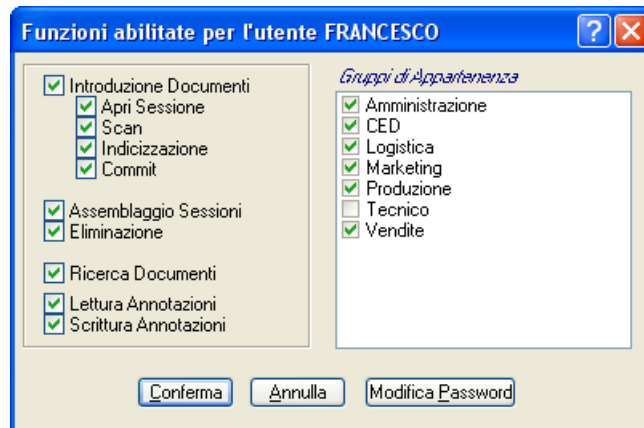 Funzioni abilitate per l'utente FRANCESCO
Introduzione Documenti
Apri Sessione
Scan
Indicizzazione
Commit
Assemblaggio Sessioni
Eliminazione
Ricerca Documenti
Lettura Annotazioni
Scrittura Annotazioni
Gruppi di Appartenenza
Amministrazione
CED
Logistica
Marketing
Produzione
Tecnico
Vendite
Conferma Annulla Modifica Password